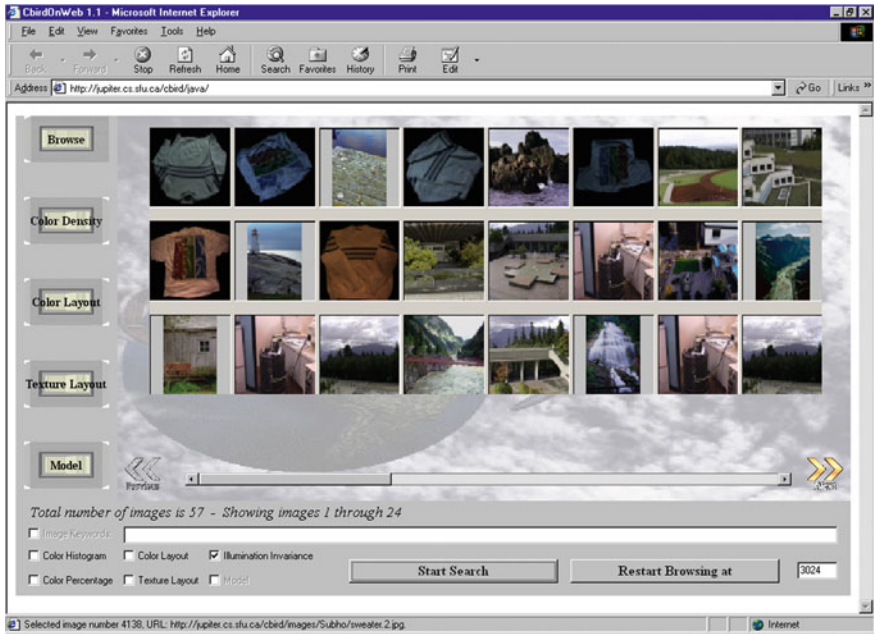 CbirdOnWeb 1.1 - Microsoft Internet Explorer
File Edit View Favorites Tools Help
Back Forward Stop Refresh Home Search Favorites History Print Edit
Address http://jupiter.cs.sfu.ca/cbird/java/ Go Links »
Browse
Color Density
Color Layout
Texture Layout
Model
Previous
Total number of images is 57 - Showing images 1 through 24
Image Keywords:
Color Histogram Color Layout Illumination Invariance
Color Percentage Texture Layout Model
Start Search Restart Browsing at 3024
Selected image number 4138, URL: http://jupiter.cs.sfu.ca/cbird/images/Subho/sweater.2.jpg. Internet